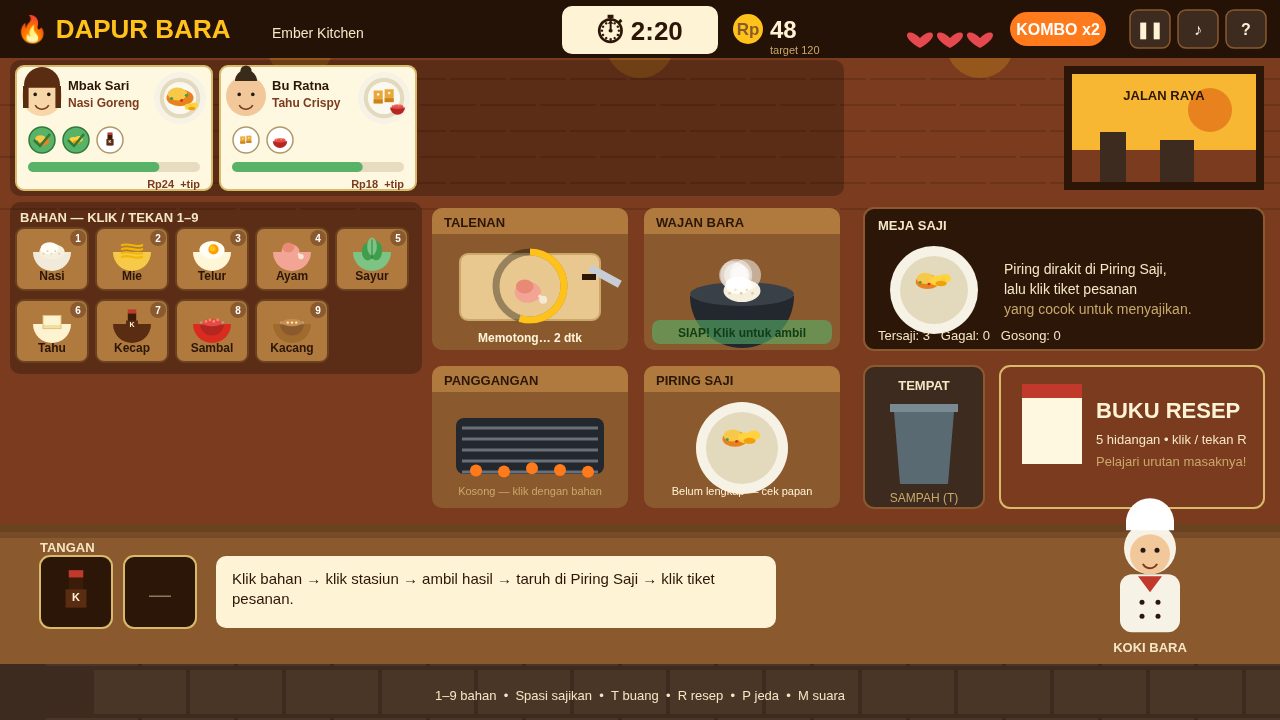 DAPUR BARA
Ember Kitchen
2:20
Rp 48
target 120
KOMBO x2
?
Mbak Sari
Nasi Goreng
K
Rp24 +tip
Bu Ratna
Tahu Crispy
Rp18 +tip
JALAN RAYA
BAHAN — KLIK / TEKAN 1–9
1 2 3 4 5
Nasi Mie Telur Ayam Sayur
6 7 8 9
K
Tahu Kecap Sambal Kacang
TALENAN
Memotong… 2 dtk
WAJAN BARA
SIAP! Klik untuk ambil
MEJA SAJI
Piring dirakit di Piring Saji,
lalu klik tiket pesanan
yang cocok untuk menyajikan.
Tersaji: 3 Gagal: 0 Gosong: 0
PANGGANGAN
Kosong — klik dengan bahan
PIRING SAJI
Belum lengkap — cek papan
TEMPAT
SAMPAH (T)
BUKU RESEP
5 hidangan • klik / tekan R
Pelajari urutan masaknya!
TANGAN
K
—
Klik bahan → klik stasiun → ambil hasil → taruh di Piring Saji → klik tiket
pesanan.
KOKI BARA
1–9 bahan • Spasi sajikan • T buang • R resep • P jeda • M suara